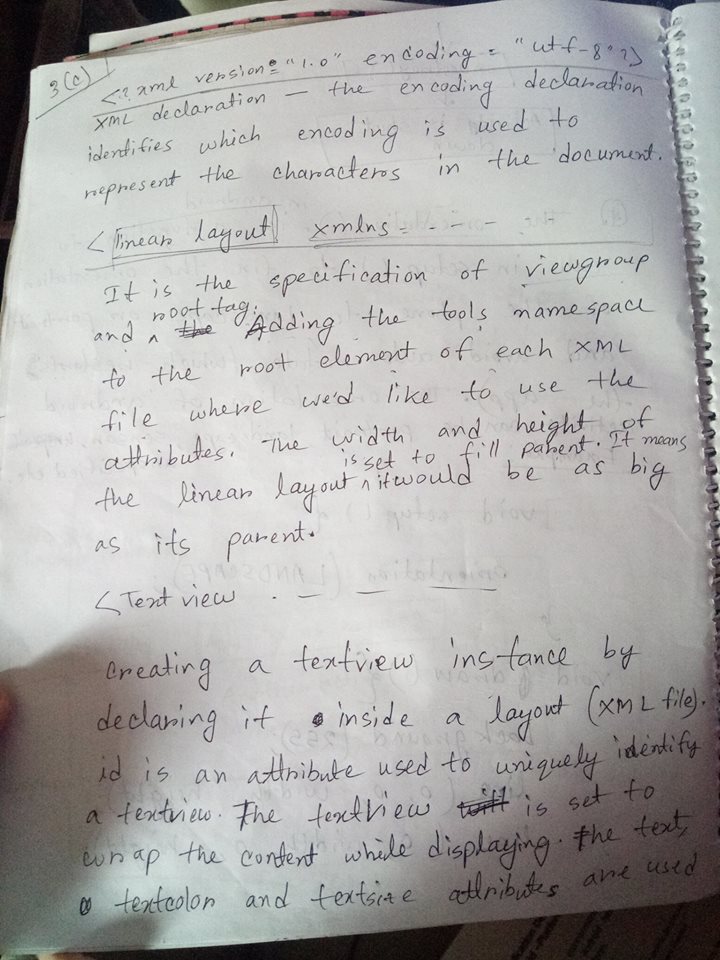 3(c) <?xml version="1.0" encoding="utf-8"?>
XML declaration — the encoding declaration
identifies which encoding is used to
represent the characters in the document.
<linear layout xmlns= - - -
It is the specification of viewgroup
and root tag. Adding the tools namespace
to the root element of each XML
file where we'd like to use the
attributes. The width and height of
the linear layout is set to fill parent. It means it would be as big
as its parent.
<Text view . — — —
creating a textview instance by
declaring it inside a layout (XML file).
id is an attribute used to uniquely identify
a textview. The textview is set to
wrap the content while displaying. The text,
textcolor and textsize attributes are used